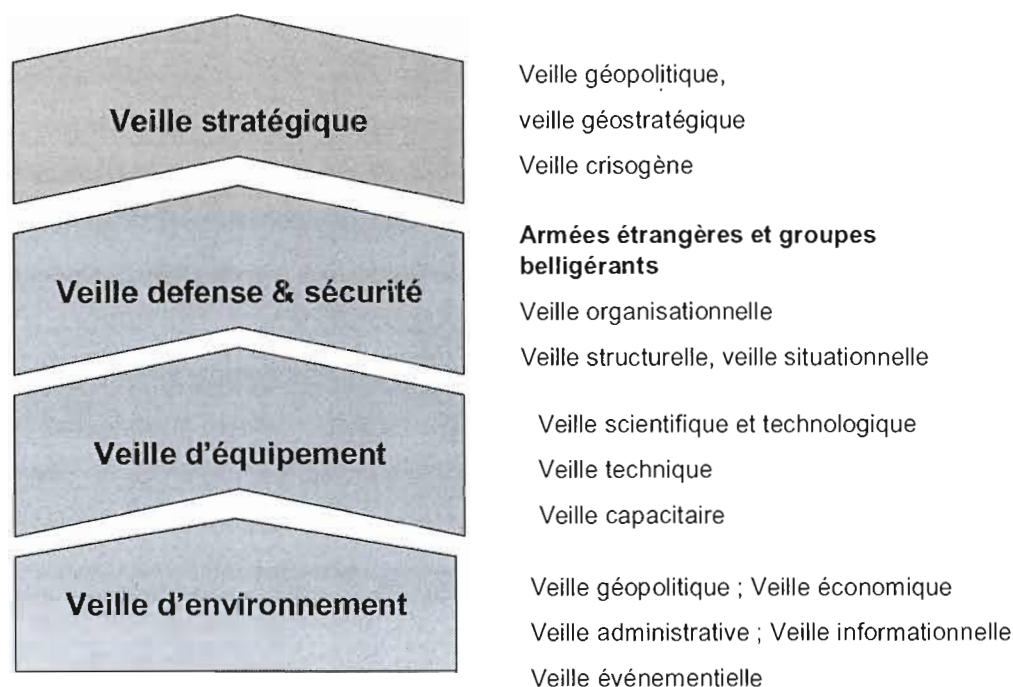 Veille stratégique
Veille géopolitique,
veille géostratégique
Veille crisogène
Veille defense & sécurité
Armées étrangères et groupes
belligérants
Veille organisationnelle
Veille structurelle, veille situationnelle
Veille d'équipement
Veille scientifique et technologique
Veille technique
Veille capacitaire
Veille d'environnement
Veille géopolitique ; Veille économique
Veille administrative ; Veille informationnelle
Veille événementielle